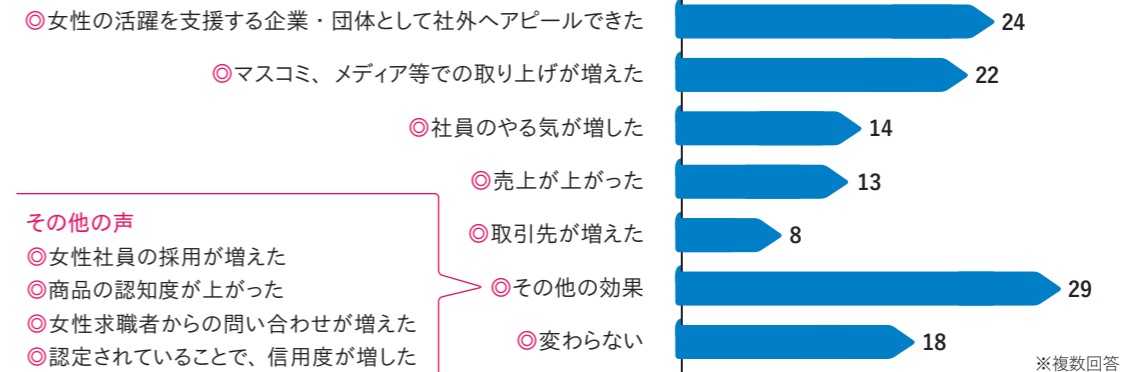 ◎女性の活躍を支援する企業・団体として社外へアピールできた 24
◎マスコミ、メディア等での取り上げが増えた 22
◎社員のやる気が増した 14
◎売上が上がった 13
◎取引先が増えた 8
◎その他の効果 29
◎変わらない 18
その他の声
◎女性社員の採用が増えた
◎商品の認知度が上がった
◎女性求職者からの問い合わせが増えた
◎認定されていることで、信用度が増した
※複数回答